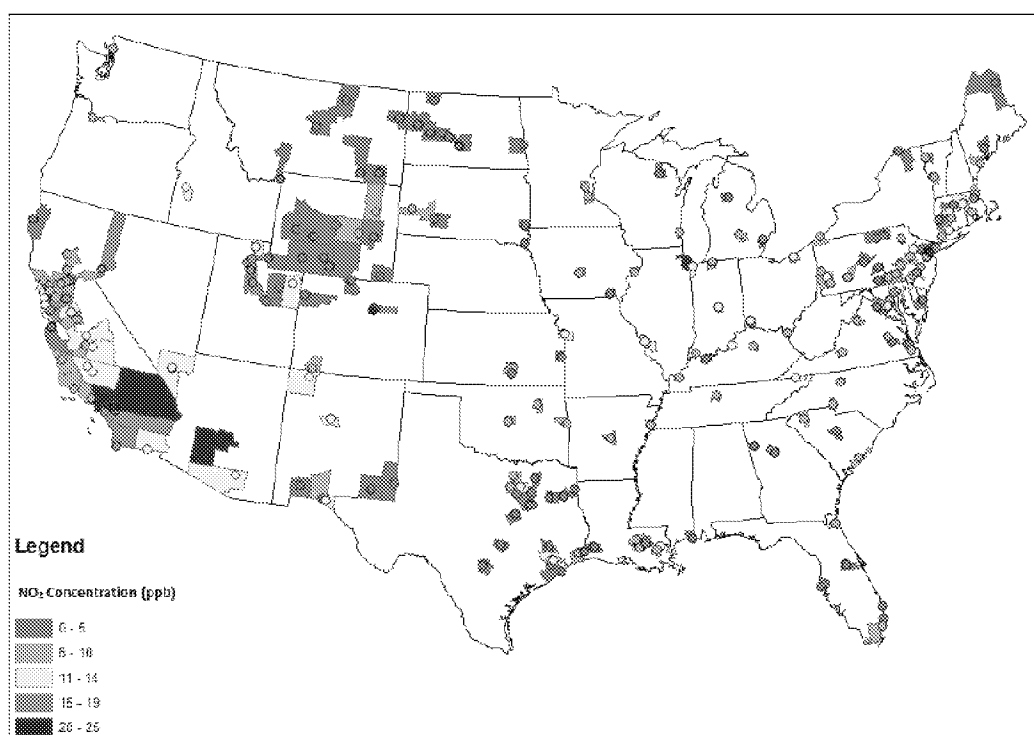 Legend
NO₂ Concentration (ppb)
0 - 5
6 - 10
11 - 14
15 - 19
20 - 25